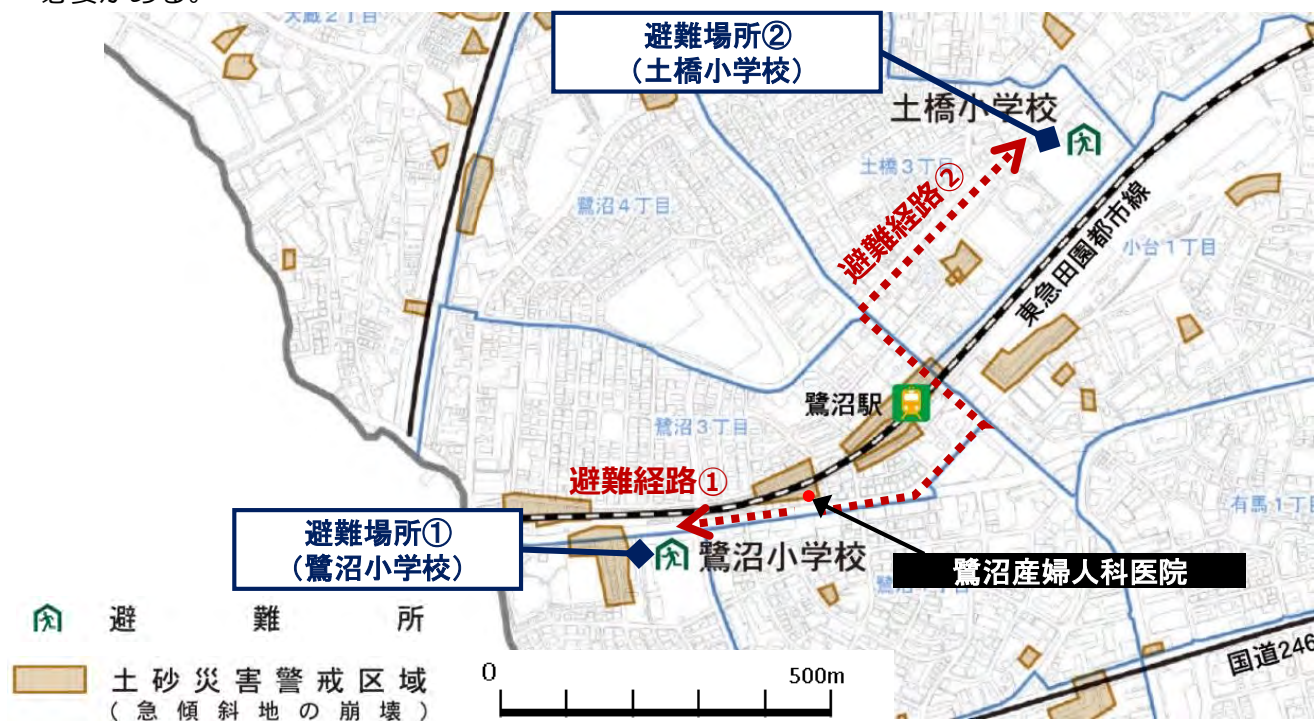 必要がある。
大蔵2丁目
避難場所②
（土橋小学校）
土橋小学校
土橋3丁目
避難経路②
鷺沼4丁目
東急田園都市線
小台1丁目
鷺沼駅
鷺沼3丁目
避難経路①
有馬1丁目
避難場所①
（鷺沼小学校）
鷺沼小学校
鷺沼産婦人科医院
避難所
土砂災害警戒区域
(急傾斜地の崩壊)
0
500m
国道246